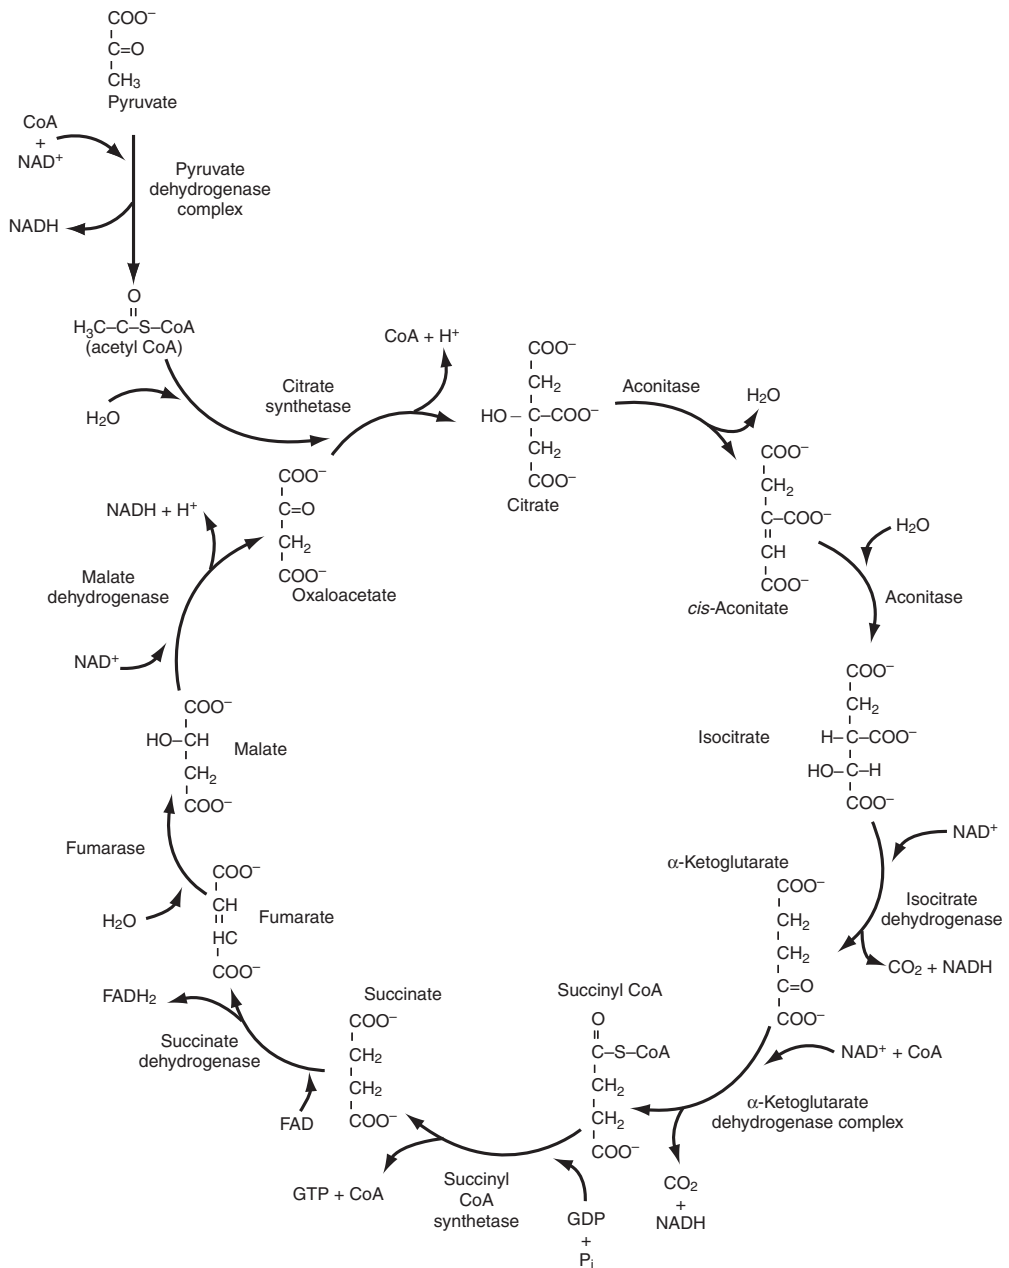 COO⁻
C=O
CH3
Pyruvate
CoA
+
NAD⁺
Pyruvate
dehydrogenase
complex
NADH
O
H₃C–C–S–CoA
(acetyl CoA)
H₂O
Citrate
synthetase
CoA + H⁺
COO⁻
CH₂
HO – C–COO⁻
CH₂
COO⁻
Citrate
Aconitase
H₂O
COO⁻
CH₂
C–COO⁻
CH
COO⁻
cis-Aconitate
H₂O
Aconitase
COO⁻
CH₂
H–C–COO⁻
HO–C–H
COO⁻
Isocitrate
NAD⁺
Isocitrate
dehydrogenase
CO₂ + NADH
α-Ketoglutarate
COO⁻
CH₂
CH₂
C=O
COO⁻
NAD⁺ + CoA
α-Ketoglutarate
dehydrogenase complex
CO₂
+
NADH
Succinyl CoA
O
C–S–CoA
CH₂
CH₂
COO⁻
GDP
+
Pᵢ
Succinyl
CoA
synthetase
GTP + CoA
Succinate
COO⁻
CH₂
CH₂
COO⁻
FAD
Succinate
dehydrogenase
FADH₂
COO⁻
CH
HC
COO⁻
Fumarate
H₂O
Fumarase
COO⁻
HO–CH
CH₂
COO⁻
Malate
NAD⁺
Malate
dehydrogenase
NADH + H⁺
COO⁻
C=O
CH₂
COO⁻
Oxaloacetate